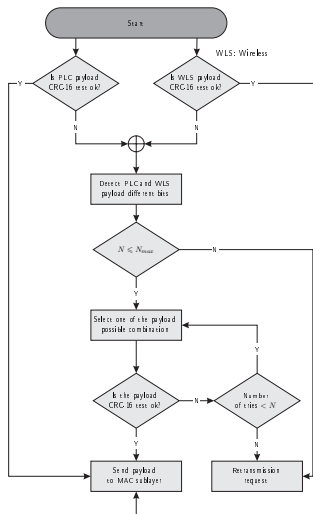 Start
WLS: Wireless
Is PLC payload
CRC-16 test ok?
Is WLS payload
CRC-16 test ok?
Y
Y
N
N
Detect PLC and WLS
payload different bits
N ⩽ Nmax
N
Y
Select one of the payload
possible combination
Y
Is the payload
CRC-16 test ok?
N
Number
of tries < N
Y
N
Send payload
to MAC sublayer
Retransmission
request